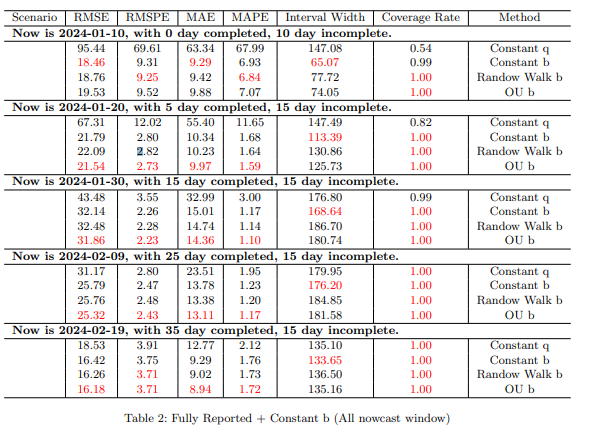 Scenario RMSE RMSPE MAE MAPE Interval Width Coverage Rate Method
Now is 2024-01-10, with 0 day completed, 10 day incomplete.
95.44 69.61 63.34 67.99 147.08 0.54 Constant q
18.46 9.31 9.29 6.93 65.07 0.99 Constant b
18.76 9.25 9.42 6.84 77.72 1.00 Randow Walk b
19.53 9.52 9.88 7.07 74.05 1.00 OU b
Now is 2024-01-20, with 5 day completed, 15 day incomplete.
67.31 12.02 55.40 11.65 147.49 0.82 Constant q
21.79 2.80 10.34 1.68 113.39 1.00 Constant b
22.09 2.82 10.23 1.64 130.86 1.00 Randow Walk b
21.54 2.73 9.97 1.59 125.73 1.00 OU b
Now is 2024-01-30, with 15 day completed, 15 day incomplete.
43.48 3.55 32.99 3.00 176.80 0.99 Constant q
32.14 2.26 15.01 1.17 168.64 1.00 Constant b
32.48 2.28 14.74 1.14 186.70 1.00 Randow Walk b
31.86 2.23 14.36 1.10 180.74 1.00 OU b
Now is 2024-02-09, with 25 day completed, 15 day incomplete.
31.17 2.80 23.51 1.95 179.95 1.00 Constant q
25.79 2.47 13.78 1.23 176.20 1.00 Constant b
25.76 2.48 13.38 1.20 184.85 1.00 Randow Walk b
25.32 2.43 13.11 1.17 181.58 1.00 OU b
Now is 2024-02-19, with 35 day completed, 15 day incomplete.
18.53 3.91 12.77 2.12 135.10 1.00 Constant q
16.42 3.75 9.29 1.76 133.65 1.00 Constant b
16.26 3.71 9.02 1.73 136.50 1.00 Randow Walk b
16.18 3.71 8.94 1.72 135.16 1.00 OU b
Table 2: Fully Reported + Constant b (All nowcast window)